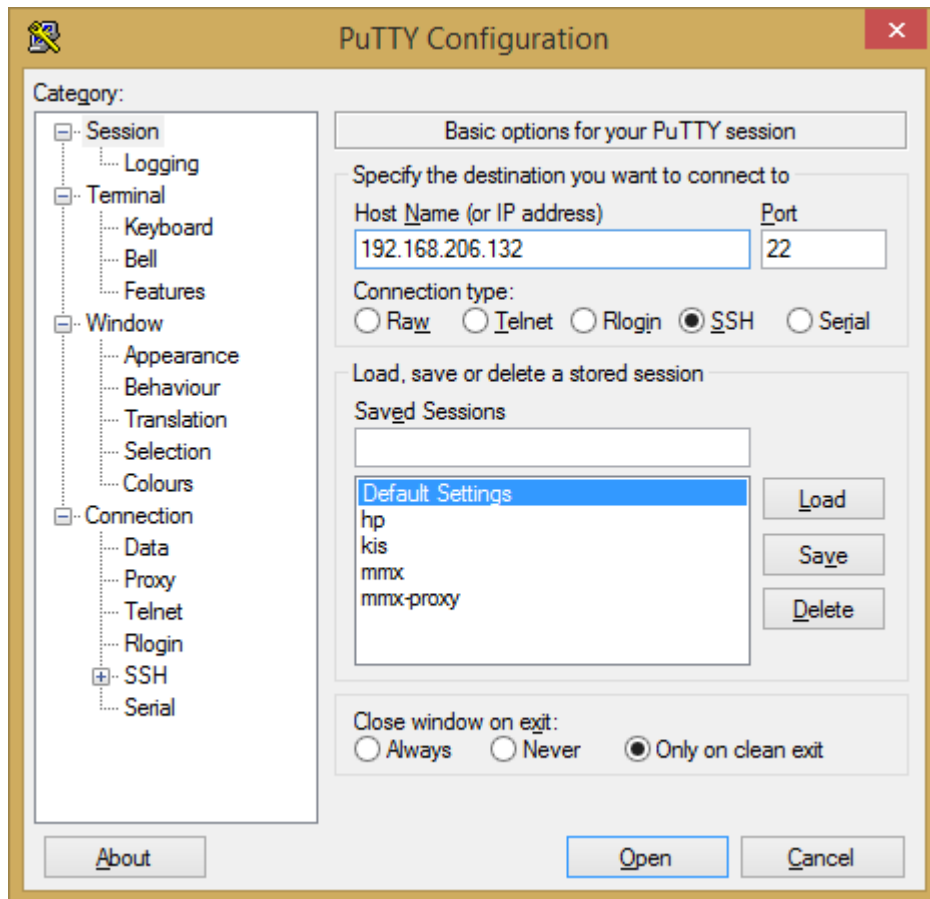 PuTTY Configuration
Category:
Session
Logging
Terminal
Keyboard
Bell
Features
Window
Appearance
Behaviour
Translation
Selection
Colours
Connection
Data
Proxy
Telnet
Rlogin
SSH
Serial
Basic options for your PuTTY session
Specify the destination you want to connect to
Host Name (or IP address) Port
192.168.206.132 22
Connection type:
Raw Telnet Rlogin SSH Serial
Load, save or delete a stored session
Saved Sessions
Default Settings
hp
kis
mmx
mmx-proxy
Load
Save
Delete
Close window on exit:
Always Never Only on clean exit
About Open Cancel